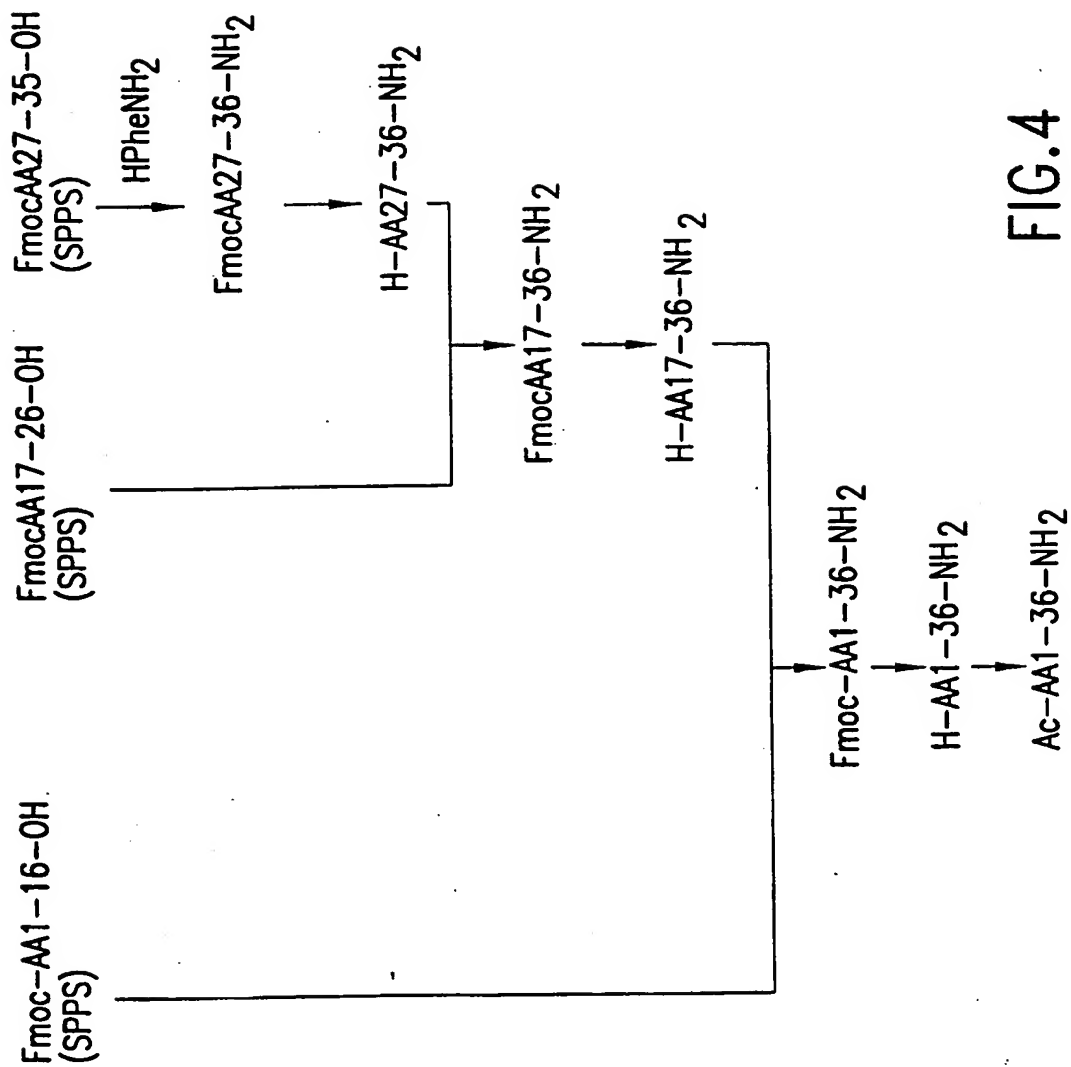 Fmoc-AA1-16-OH
(SPPS)
FmocAA17-26-OH
(SPPS)
FmocAA27-35-OH
(SPPS)
HPheNH2
FmocAA27-36-NH2
H-AA27-36-NH2
FmocAA17-36-NH2
H-AA17-36-NH2
Fmoc-AA1-36-NH2
H-AA1-36-NH2
Ac-AA1-36-NH2
FIG.4